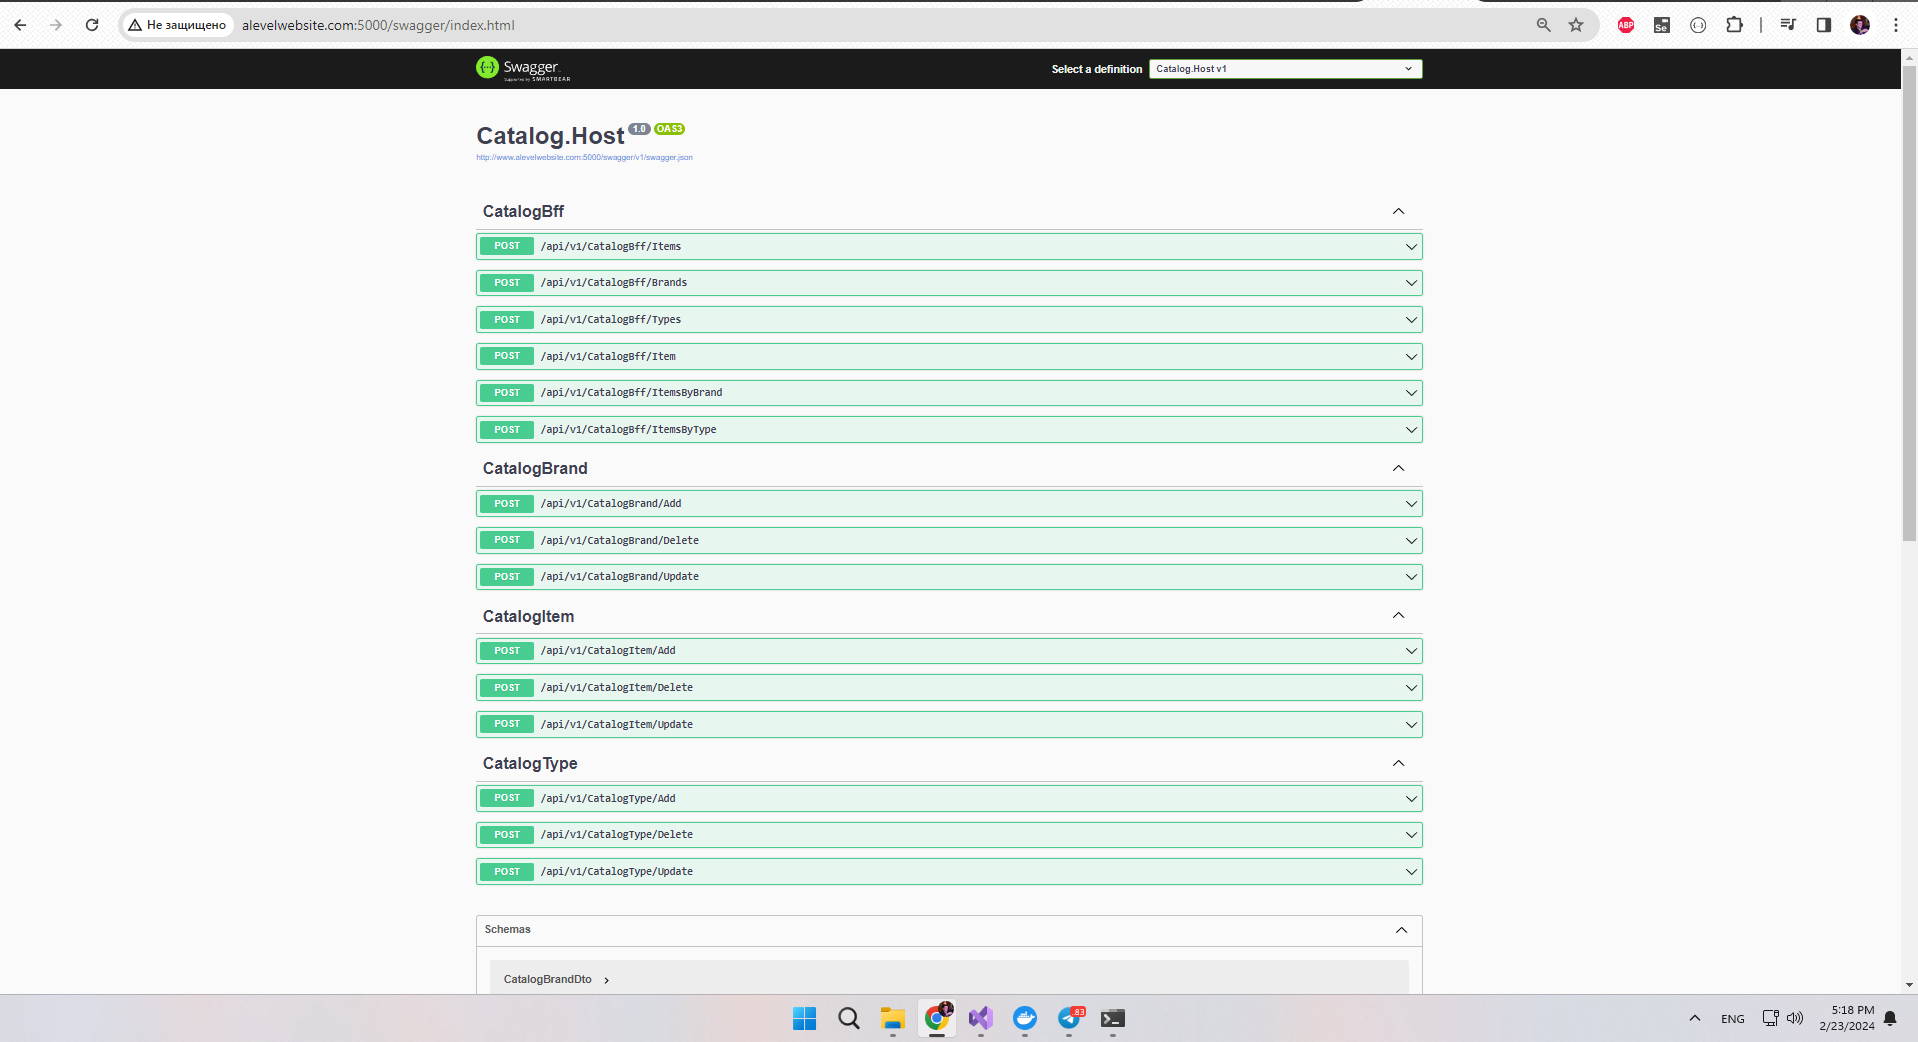 Не защищено
alevelwebsite.com:5000/swagger/index.html
ABP
Se
Swagger
Supported by SMARTBEAR
Select a definition
Catalog.Host v1
Catalog.Host 1.0 OAS3
http://www.alevelwebsite.com:5000/swagger/v1/swagger.json
CatalogBff
POST /api/v1/CatalogBff/Items
POST /api/v1/CatalogBff/Brands
POST /api/v1/CatalogBff/Types
POST /api/v1/CatalogBff/Item
POST /api/v1/CatalogBff/ItemsByBrand
POST /api/v1/CatalogBff/ItemsByType
CatalogBrand
POST /api/v1/CatalogBrand/Add
POST /api/v1/CatalogBrand/Delete
POST /api/v1/CatalogBrand/Update
CatalogItem
POST /api/v1/CatalogItem/Add
POST /api/v1/CatalogItem/Delete
POST /api/v1/CatalogItem/Update
CatalogType
POST /api/v1/CatalogType/Add
POST /api/v1/CatalogType/Delete
POST /api/v1/CatalogType/Update
Schemas
CatalogBrandDto
83
ENG
5:18 PM
2/23/2024